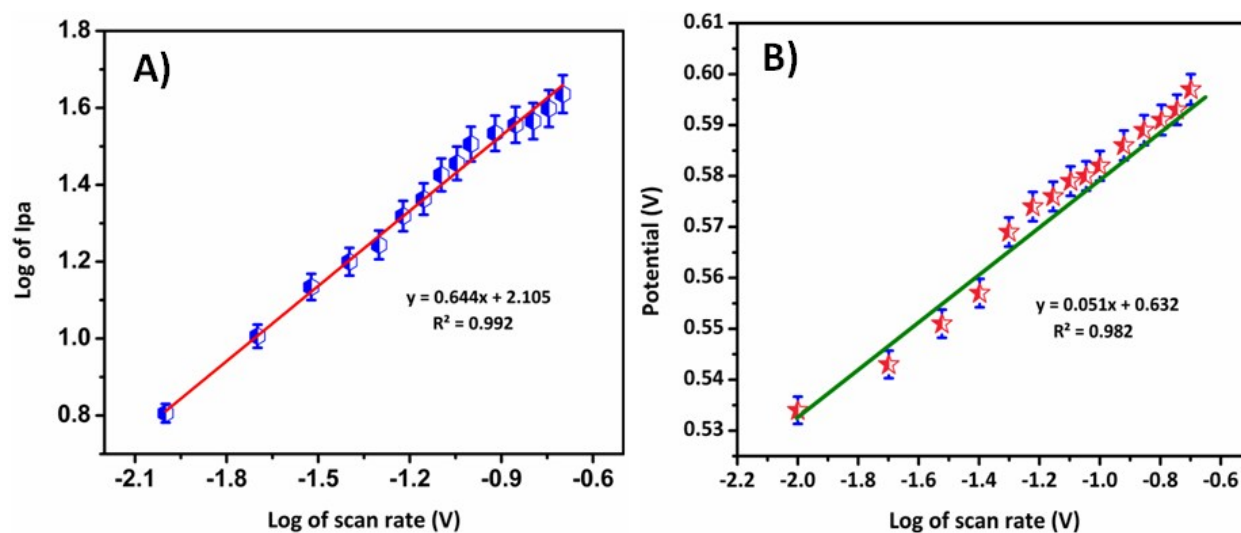 A)
Log of Ipa
1.8
1.6
1.4
1.2
1.0
0.8
y = 0.644x + 2.105
R² = 0.992
-2.1 -1.8 -1.5 -1.2 -0.9 -0.6
Log of scan rate (V)
B)
Potential (V)
0.61
0.60
0.59
0.58
0.57
0.56
0.55
0.54
0.53
0.525
y = 0.051x + 0.632
R² = 0.982
-2.2 -2.0 -1.8 -1.6 -1.4 -1.2 -1.0 -0.8 -0.6
Log of scan rate (V)